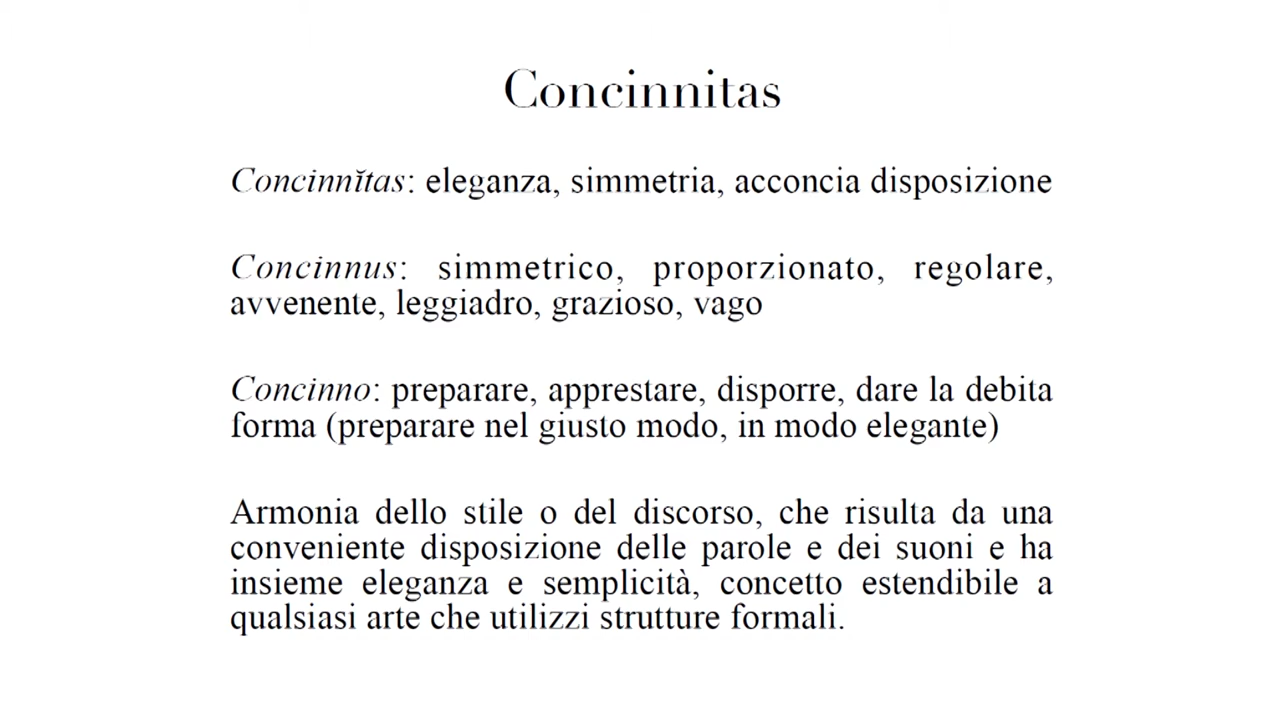 Concinnitas
Concinnĭtas: eleganza, simmetria, acconcia disposizione
Concinnus: simmetrico, proporzionato, regolare,
avvenente, leggiadro, grazioso, vago
Concinno: preparare, apprestare, disporre, dare la debita
forma (preparare nel giusto modo, in modo elegante)
Armonia dello stile o del discorso, che risulta da una
conveniente disposizione delle parole e dei suoni e ha
insieme eleganza e semplicità, concetto estendibile a
qualsiasi arte che utilizzi strutture formali.